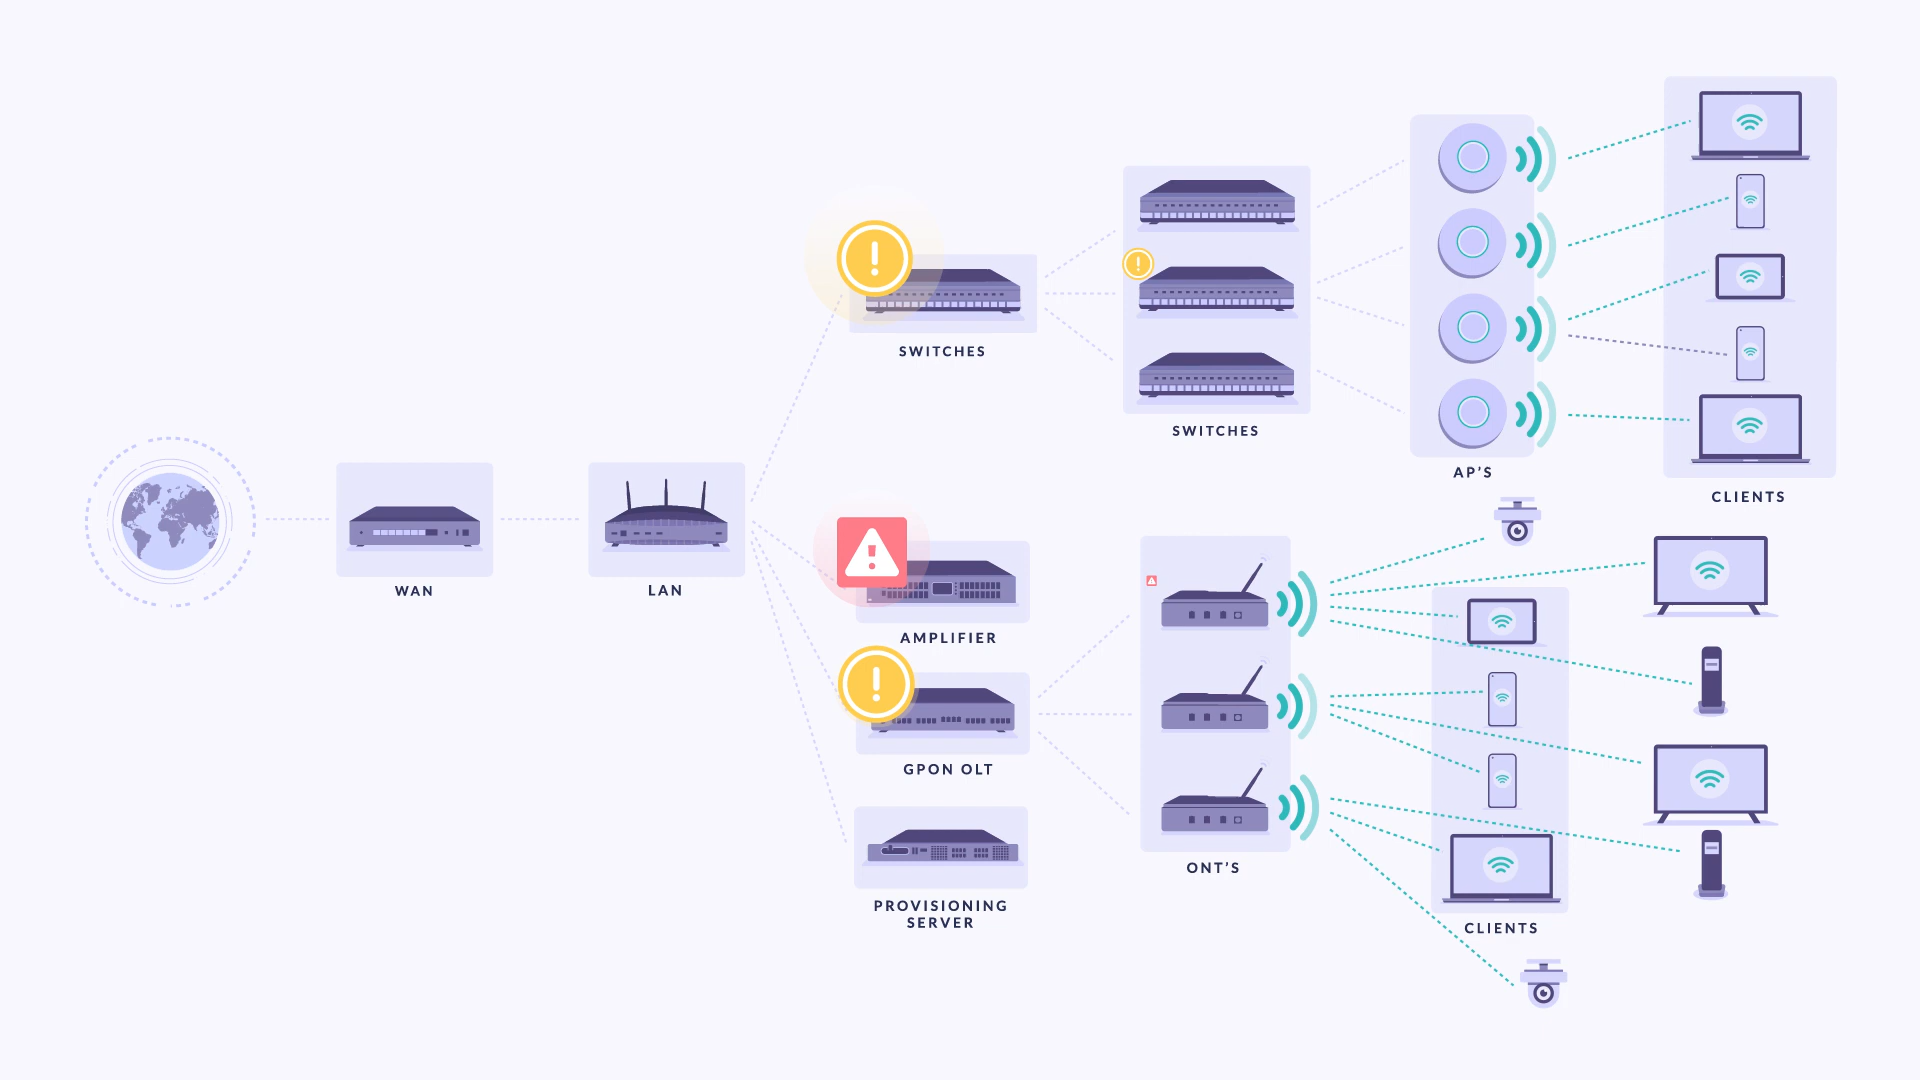 SWITCHES
SWITCHES
AP'S
CLIENTS
WAN
LAN
AMPLIFIER
GPON OLT
ONT'S
PROVISIONING
SERVER
CLIENTS